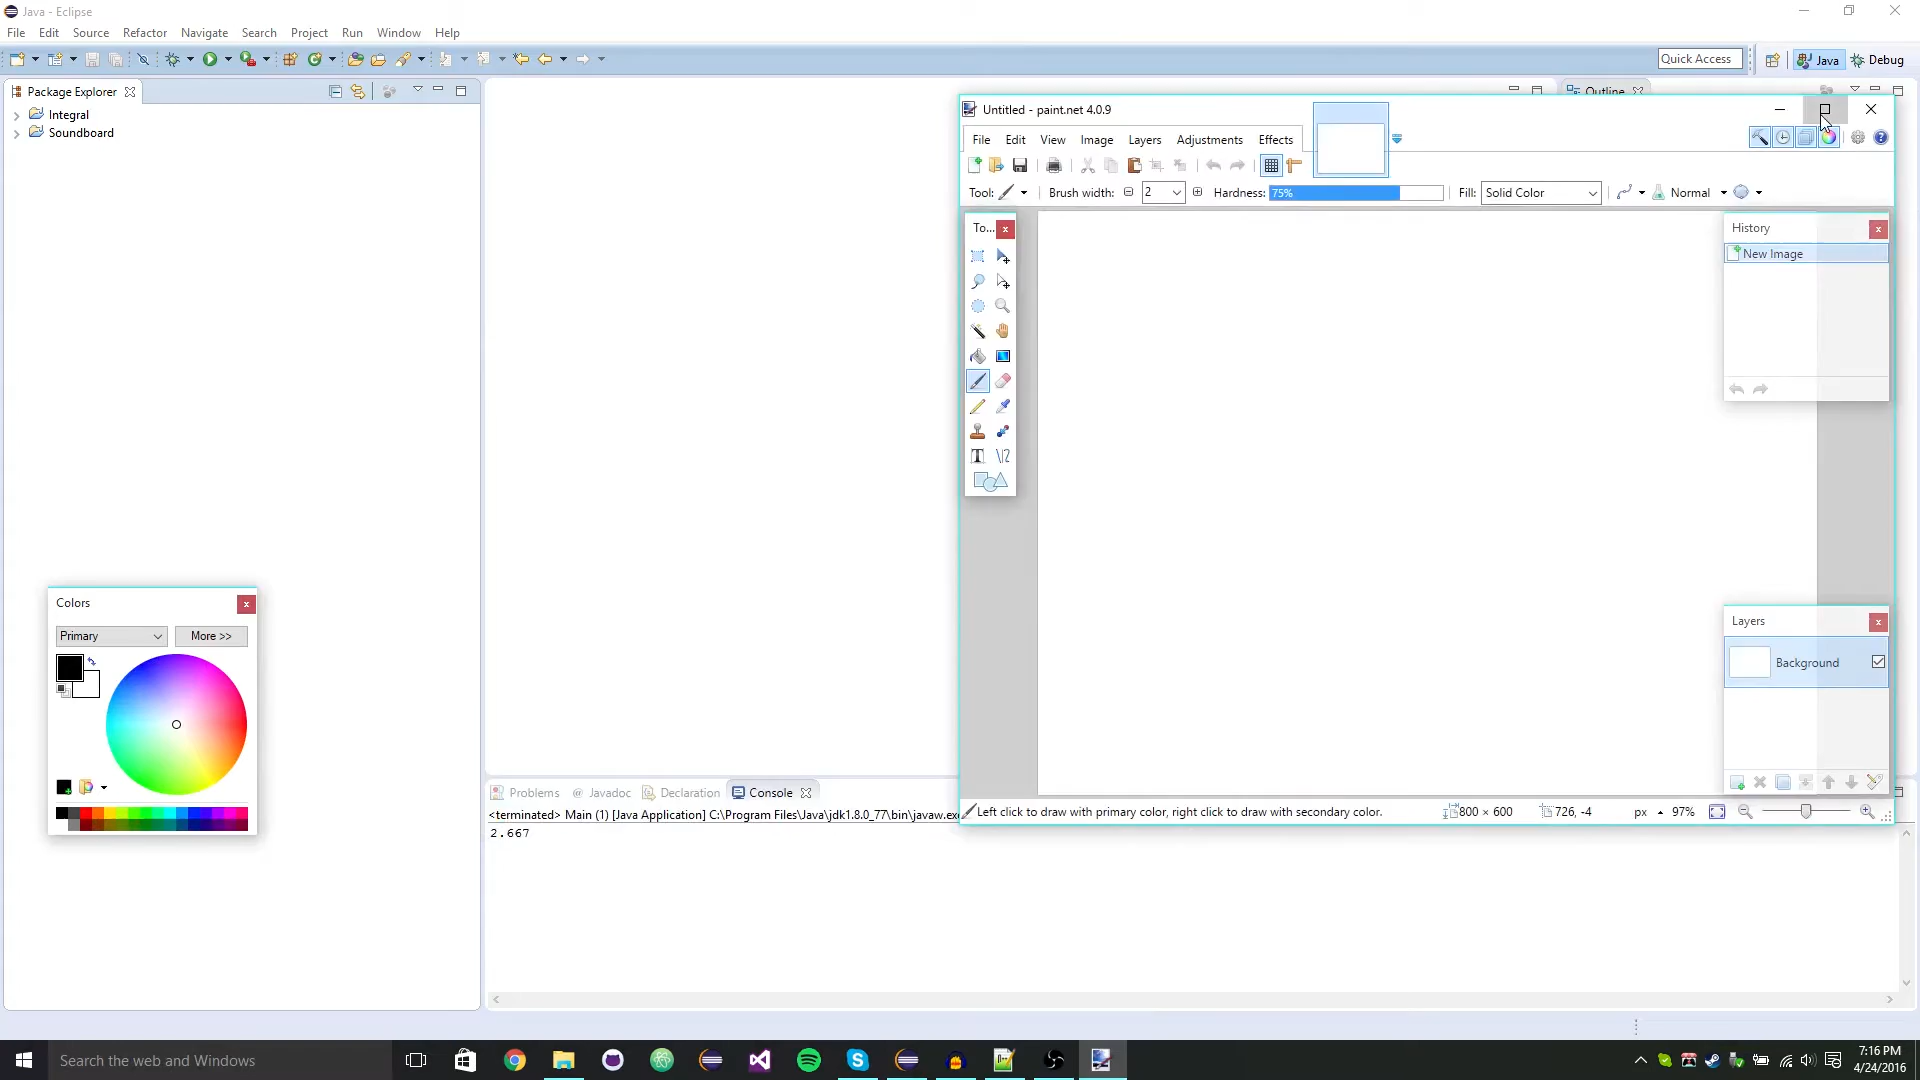 Java - Eclipse
File Edit Source Refactor Navigate Search Project Run Window Help
Quick Access
Java
Debug
Package Explorer
Integral
Soundboard
Outline
Untitled - paint.net 4.0.9
File Edit View Image Layers Adjustments Effects
Tool:
Brush width:
2
Hardness:
75%
Fill:
Solid Color
Normal
To...
History
New Image
Layers
Background
Left click to draw with primary color, right click to draw with secondary color.
800 × 600
726, -4
px
97%
Colors
Primary
More >>
Problems
@ Javadoc
Declaration
Console
<terminated> Main (1) [Java Application] C:\Program Files\Java\jdk1.8.0_77\bin\javaw.exe
2.667
Search the web and Windows
7:16 PM
4/24/2016